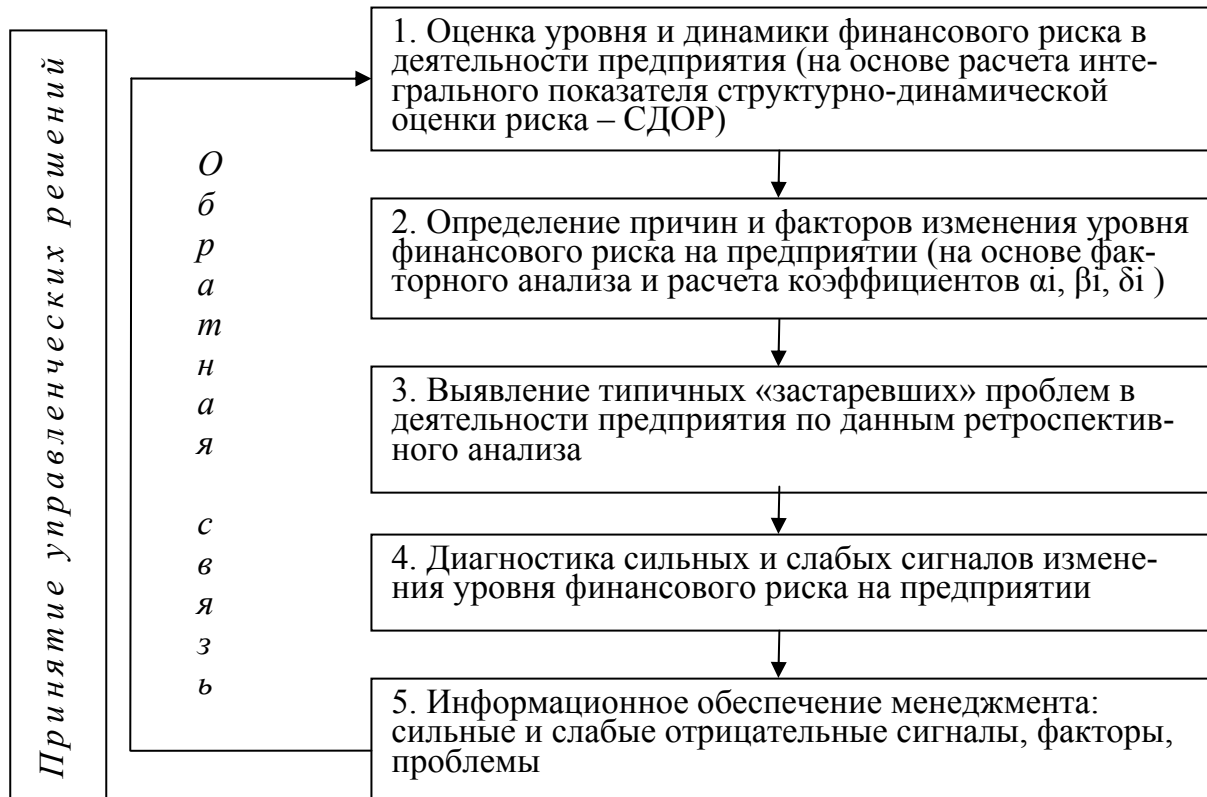 Принятие управленческих решений
Обратная связь
1. Оценка уровня и динамики финансового риска в
деятельности предприятия (на основе расчета инте-
грального показателя структурно-динамической
оценки риска – СДОР)
2. Определение причин и факторов изменения уровня
финансового риска на предприятии (на основе фак-
торного анализа и расчета коэффициентов αi, βi, δi )
3. Выявление типичных «застаревших» проблем в
деятельности предприятия по данным ретроспектив-
ного анализа
4. Диагностика сильных и слабых сигналов измене-
ния уровня финансового риска на предприятии
5. Информационное обеспечение менеджмента:
сильные и слабые отрицательные сигналы, факторы,
проблемы